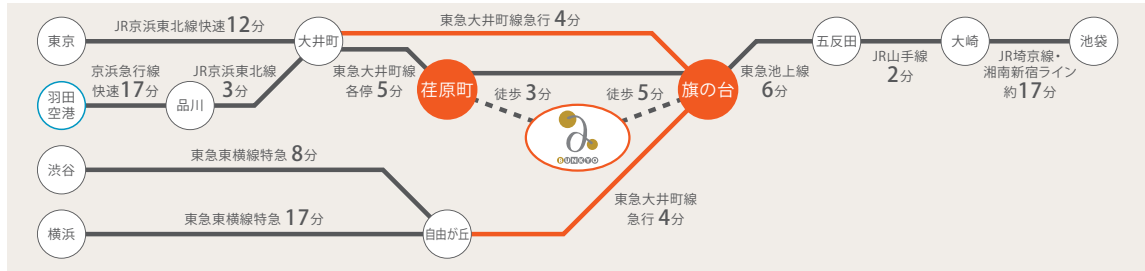 東京
JR京浜東北線快速12分
大井町
東急大井町線急行 4分
五反田
JR山手線
2分
大崎
JR埼京線・
湘南新宿ライン
約17分
池袋
羽田
空港
京浜急行線
快速17分
品川
JR京浜東北線
3分
東急大井町線
各停 5分
荏原町
徒歩 3分
徒歩 5分
旗の台
東急池上線
6分
BUNKYO
渋谷
東急東横線特急 8分
横浜
東急東横線特急 17分
自由が丘
東急大井町線
急行 4分